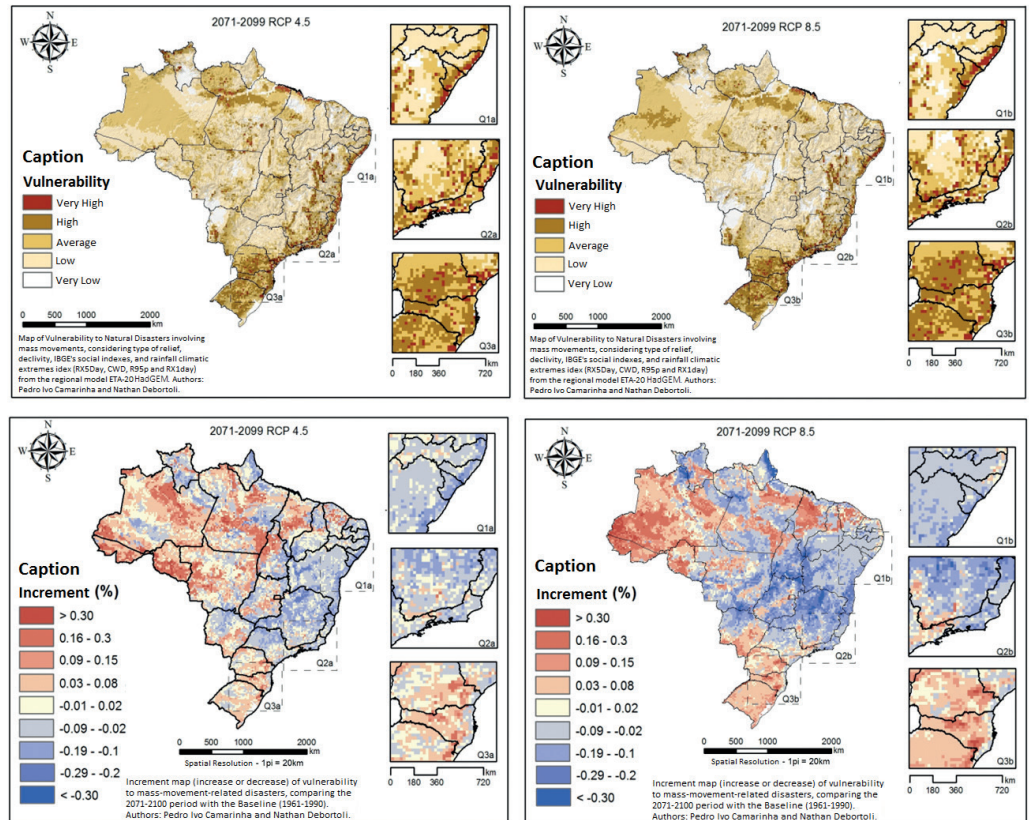 2071-2099 RCP 4.5
N
W
E
S
Caption
Vulnerability
Very High
High
Average
Low
Very Low
0 500 1000 2000
km
Map of Vulnerability to Natural Disasters involving
mass movements, considering type of relief,
declivity, IBGE's social indexes, and rainfall climatic
extremes idex (RX5Day, CWD, R95p and RX1day)
from the regional model ETA-20 HadGEM. Authors:
Pedro Ivo Camarinha and Nathan Debortoli.
Q1a
Q2a
Q3a
Q1a
Q2a
Q3a
km
0 180 360 720
2071-2099 RCP 8.5
N
W
E
S
Caption
Vulnerability
Very High
High
Average
Low
Very Low
0 500 1000 2000
km
Map of Vulnerability to Natural Disasters involving
mass movements, considering type of relief,
declivity, IBGE's social indexes, and rainfall climatic
extremes idex (RX5Day, CWD, R95p and RX1day)
from the regional model ETA-20 HadGEM. Authors:
Pedro Ivo Camarinha and Nathan Debortoli.
Q1b
Q2b
Q3b
Q1b
Q2b
Q3b
km
0 180 360 720
2071-2099 RCP 4.5
N
W
E
S
Caption
Increment (%)
> 0.30
0.16 - 0.3
0.09 - 0.15
0.03 - 0.08
-0.01 - 0.02
-0.09 - -0.02
-0.19 - -0.1
-0.29 - -0.2
< -0.30
0 500 1000 2000
km
Spatial Resolution - 1pi = 20km
Increment map (increase or decrease) of vulnerability
to mass-movement-related disasters, comparing the
2071-2100 period with the Baseline (1961-1990).
Authors: Pedro Ivo Camarinha and Nathan Debortoli.
Q1a
Q2a
Q3a
Q1a
Q2a
Q3a
km
0 180 360 720
2071-2099 RCP 8.5
N
W
E
S
Caption
Increment (%)
> 0.30
0.16 - 0.3
0.09 - 0.15
0.03 - 0.08
-0.01 - 0.02
-0.09 - -0.02
-0.19 - -0.1
-0.29 - -0.2
< -0.30
0 500 1000 2000
km
Spatial Resolution - 1pi = 20km
Increment map (increase or decrease) of vulnerability
to mass-movement-related disasters, comparing the
2071-2100 period with the Baseline (1961-1990).
Authors: Pedro Ivo Camarinha and Nathan Debortoli.
Q1b
Q2b
Q3b
Q1b
Q2b
Q3b
km
0 180 360 720